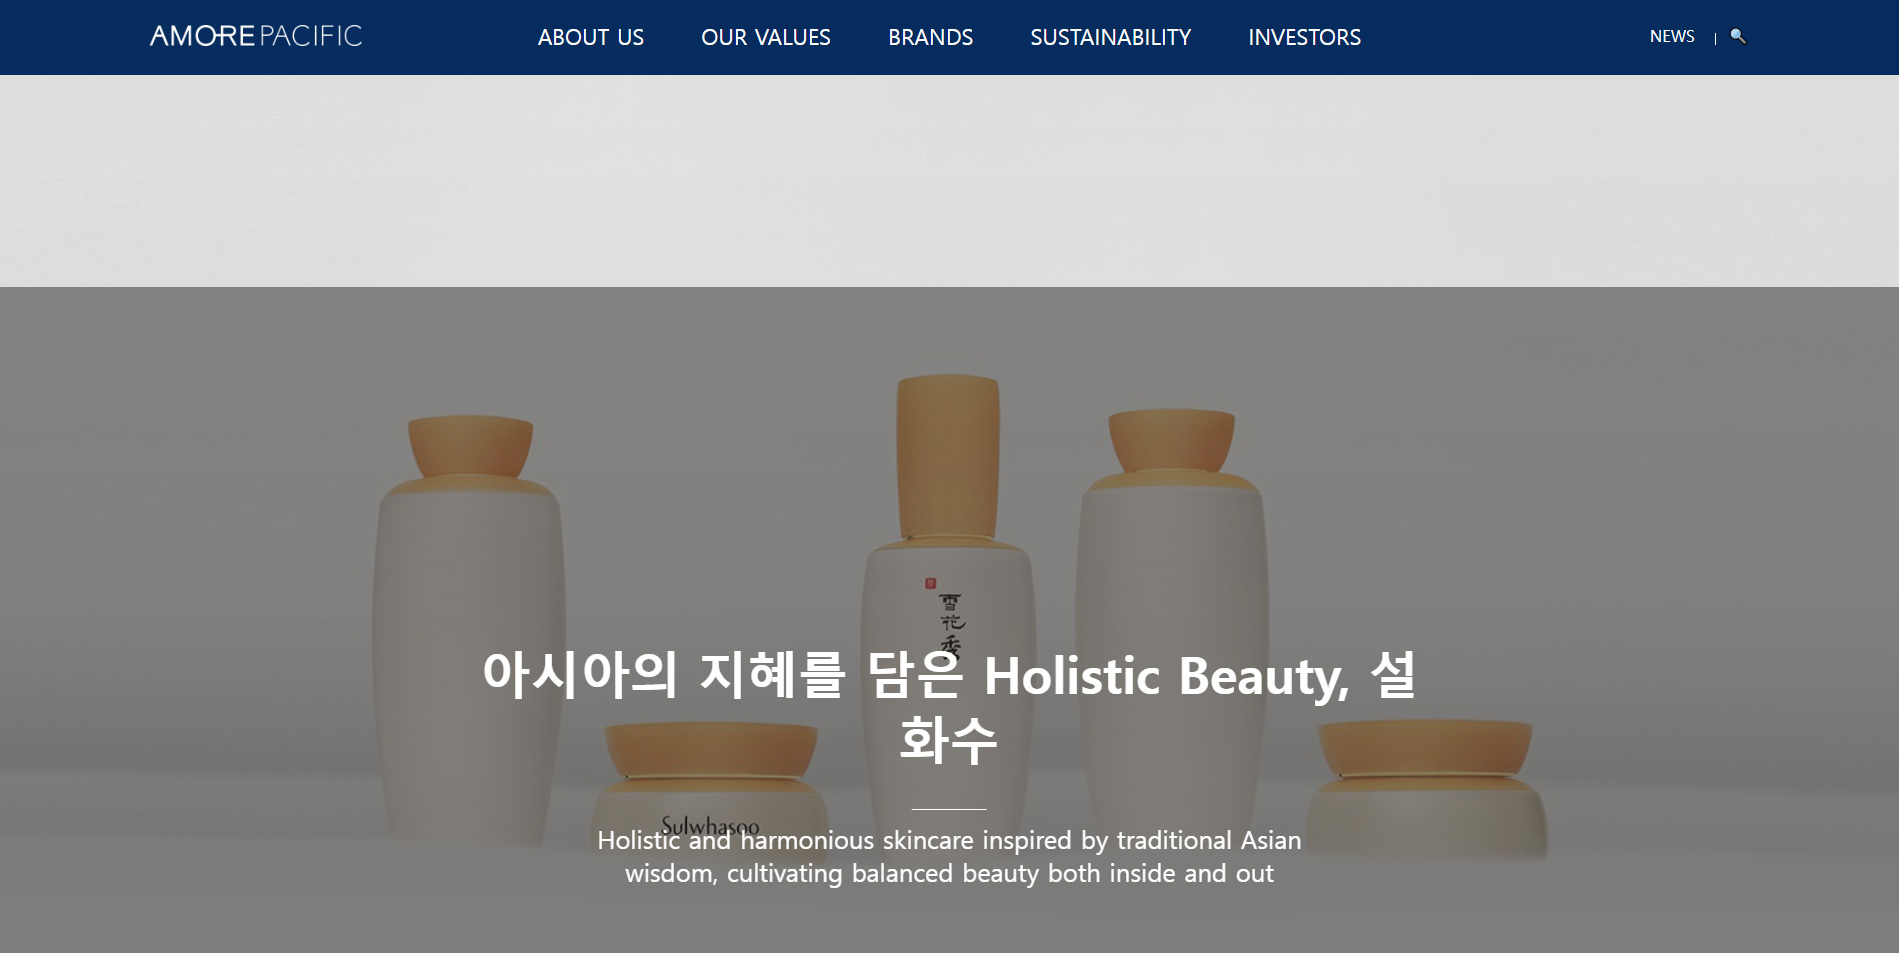 AMOREPACIFIC
ABOUT US
OUR VALUES
BRANDS
SUSTAINABILITY
INVESTORS
NEWS
雪
花
秀
아시아의 지혜를 담은 Holistic Beauty, 설
화수
Sulwhasoo
Holistic and harmonious skincare inspired by traditional Asian
wisdom, cultivating balanced beauty both inside and out